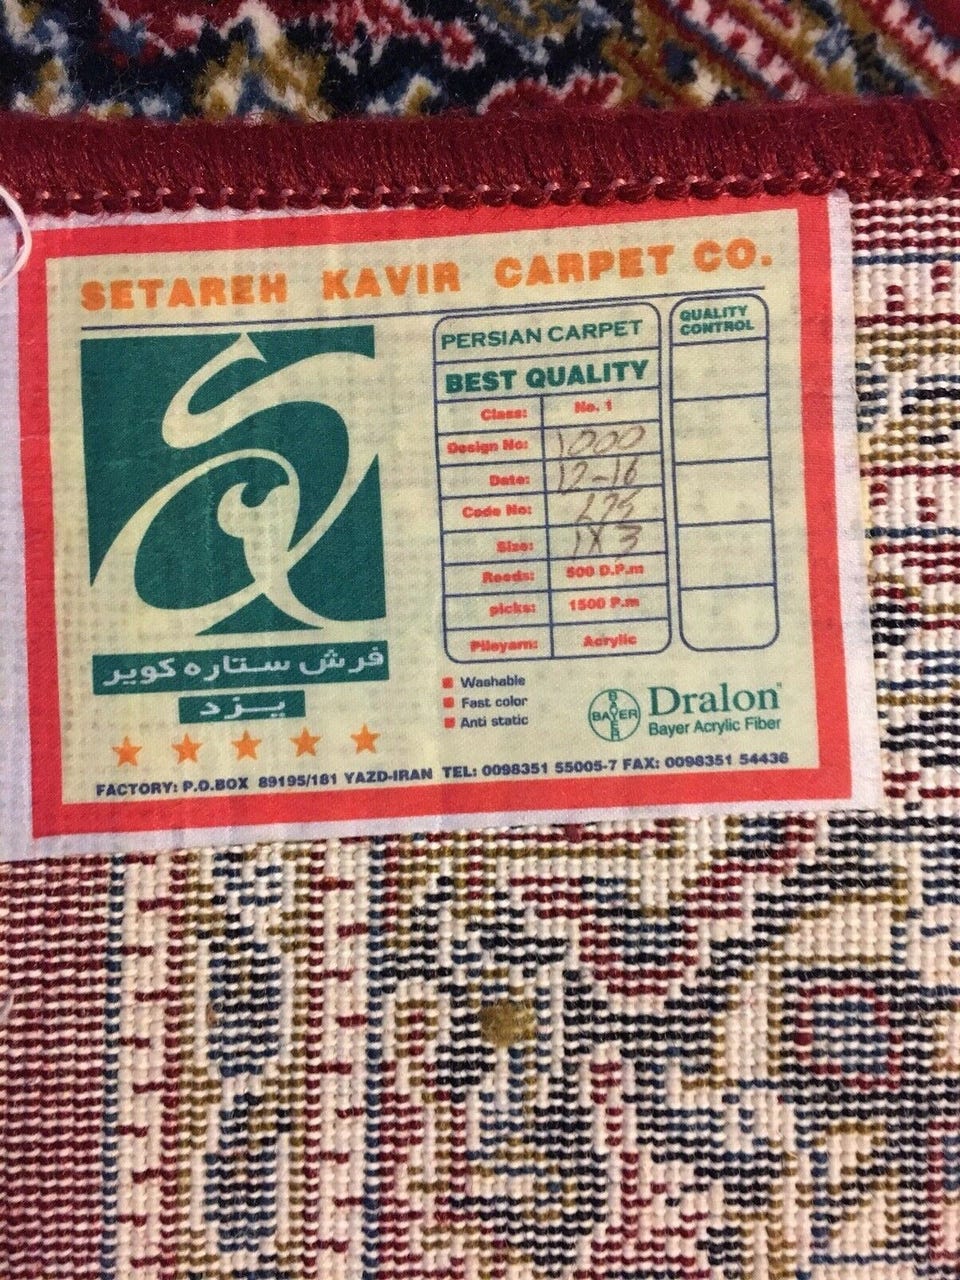 SETAREH KAVIR CARPET CO.
PERSIAN CARPET
BEST QUALITY
Class: No. 1
Design No: 1000
Date: 12-16
Code No: 675
Size: 1X3
Reeds: 500 D.P.m
picks: 1500 P.m
Pileyarn: Acrylic
QUALITY
CONTROL
فرش ستاره کویر
یزد
Washable
Fast color
Anti static
BAYER
BAYER
Dralon
Bayer Acrylic Fiber
FACTORY: P.O.BOX 89195/181 YAZD-IRAN TEL: 0098351 55005-7 FAX: 0098351 54436